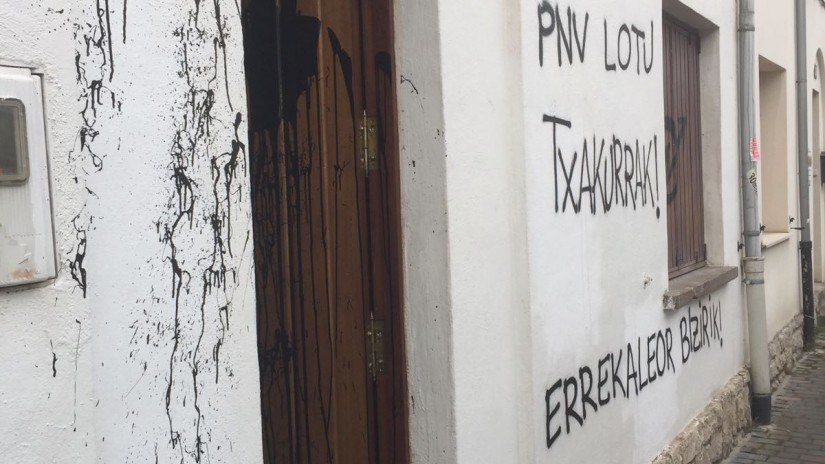 PNV LOTU
TXAKURRAK!
ERREKALEOR BIZIRIK!